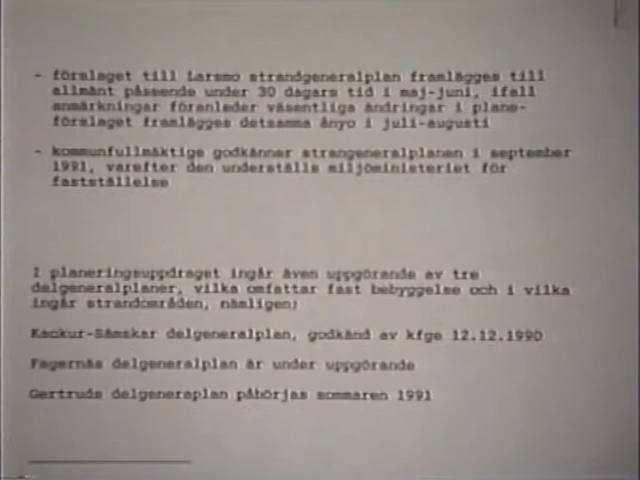 - förslaget till Larsmo strandgeneralplan framlägges till
allmänt påseende under 30 dagars tid i maj-juni, ifall
anmärkningar föranleder väsentliga ändringar i plane-
förslaget framlägges detsamma ånyo i juli-augusti
- kommunfullmäktige godkänner strangeneralplanen i september
1991, varefter den underställs miljöministeriet för
fastställelse
I planeringsuppdraget ingår även uppgörande av tre
delgeneralplaner, vilka omfattar fast bebyggelse och i vilka
ingår strandområden, nämligen;
Kackur-Sämskar delgeneralplan, godkänd av kfge 12.12.1990
Fagernäs delgeneralplan är under uppgörande
Gertruds delgeneraplan påbörjas sommaren 1991